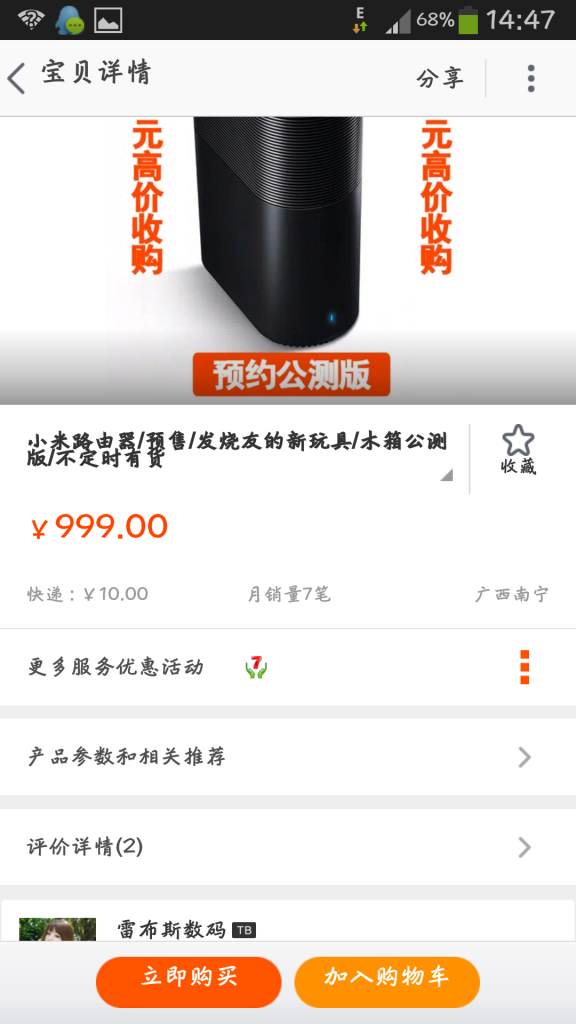 E
68%
14:47
宝贝详情
分享
元高价收购
元高价收购
预约公测版
小米路由器/预售/发烧友的新玩具/木箱公测
版/不定时有货
收藏
￥999.00
快递：￥10.00
月销量7笔
广西南宁
更多服务优惠活动
7
产品参数和相关推荐
评价详情(2)
雷布斯数码 TB
立即购买
加入购物车